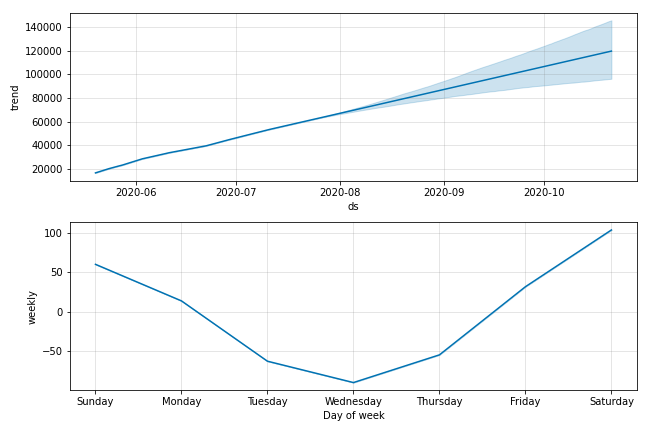 140000
120000
100000
80000
60000
40000
20000
trend
2020-06 2020-07 2020-08 2020-09 2020-10
ds
100
50
0
−50
weekly
Sunday Monday Tuesday Wednesday Thursday Friday Saturday
Day of week